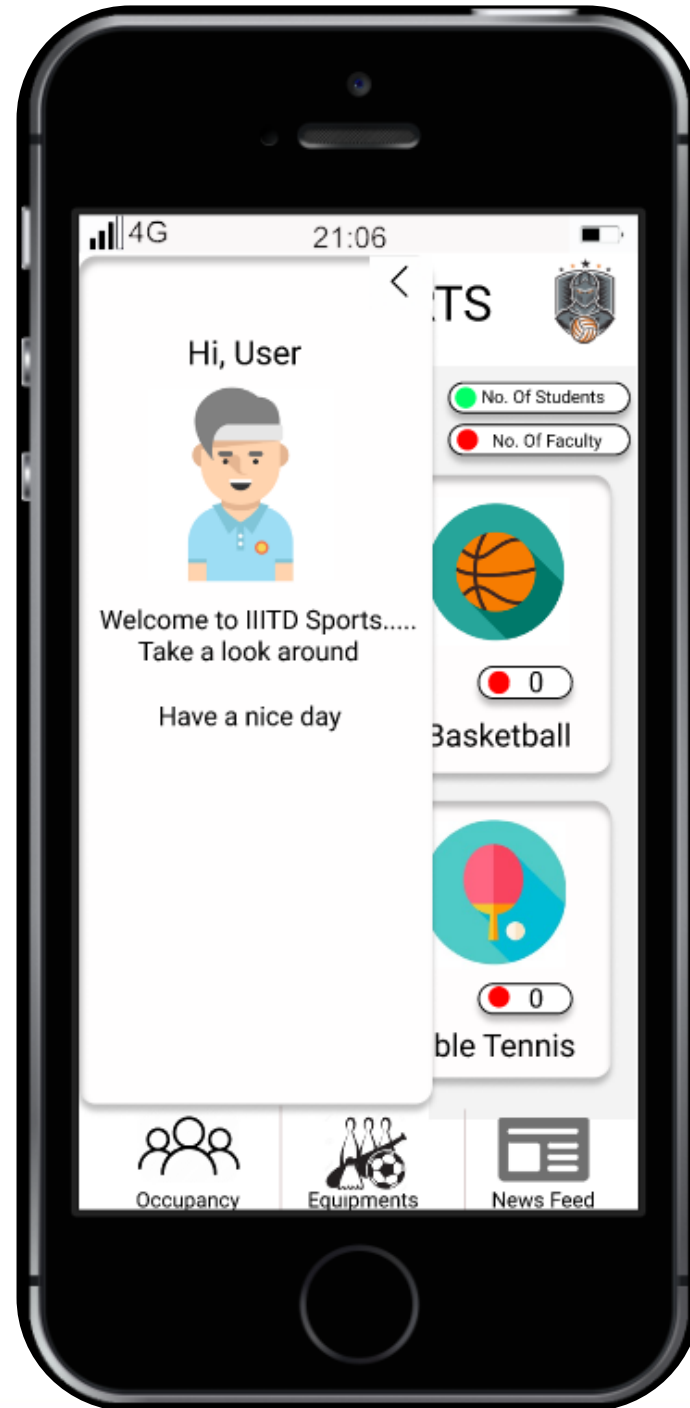 4G
21:06
TS
Hi, User
No. Of Students
No. Of Faculty
Welcome to IIITD Sports.....
Take a look around
Have a nice day
0
Basketball
0
ble Tennis
Occupancy
Equipments
News Feed